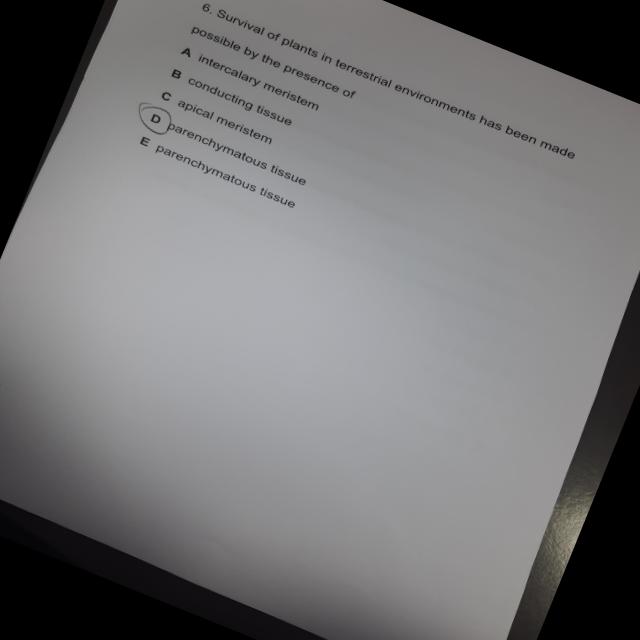 6. Survival of plants in terrestrial environments has been made
possible by the presence of
A intercalary meristem
B conducting tissue
C apical meristem
D parenchymatous tissue
E parenchymatous tissue